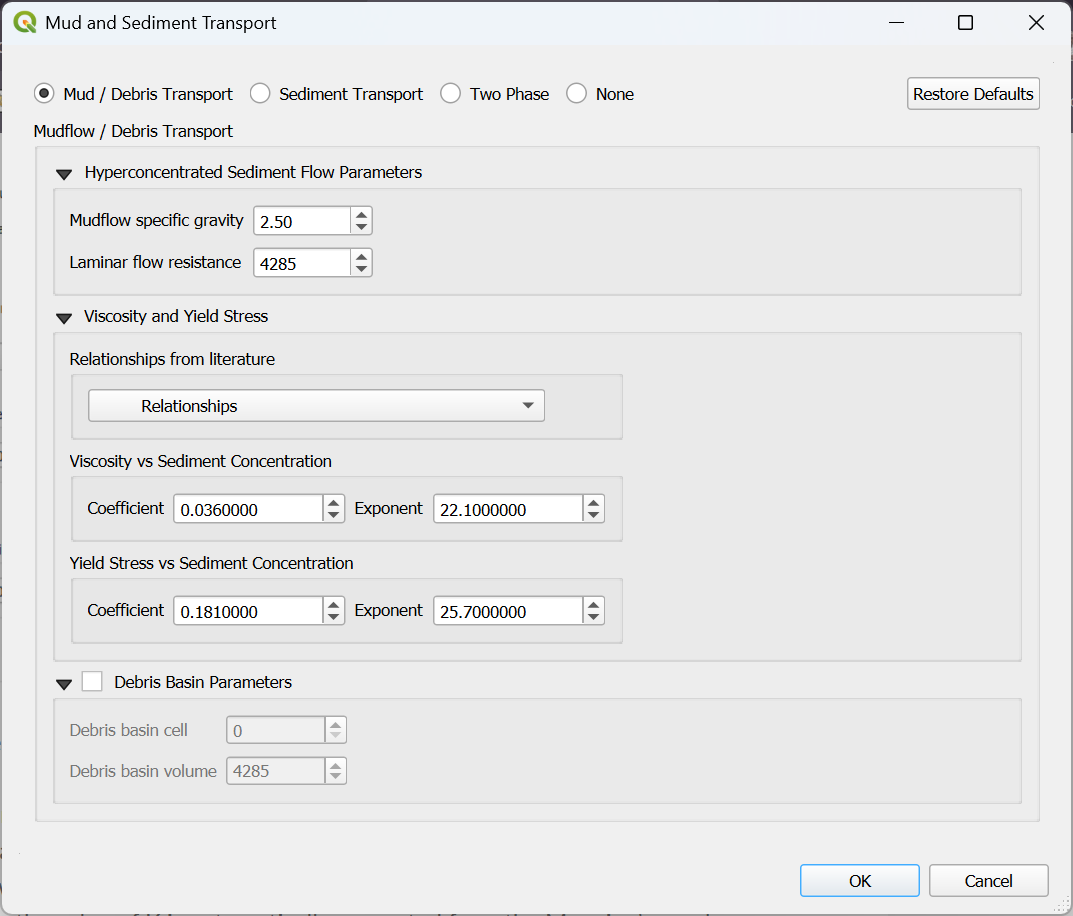 Mud and Sediment Transport
Mud / Debris Transport Sediment Transport Two Phase None Restore Defaults
Mudflow / Debris Transport
Hyperconcentrated Sediment Flow Parameters
Mudflow specific gravity 2.50
Laminar flow resistance 4285
Viscosity and Yield Stress
Relationships from literature
Relationships
Viscosity vs Sediment Concentration
Coefficient 0.0360000 Exponent 22.1000000
Yield Stress vs Sediment Concentration
Coefficient 0.1810000 Exponent 25.7000000
Debris Basin Parameters
Debris basin cell 0
Debris basin volume 4285
OK Cancel